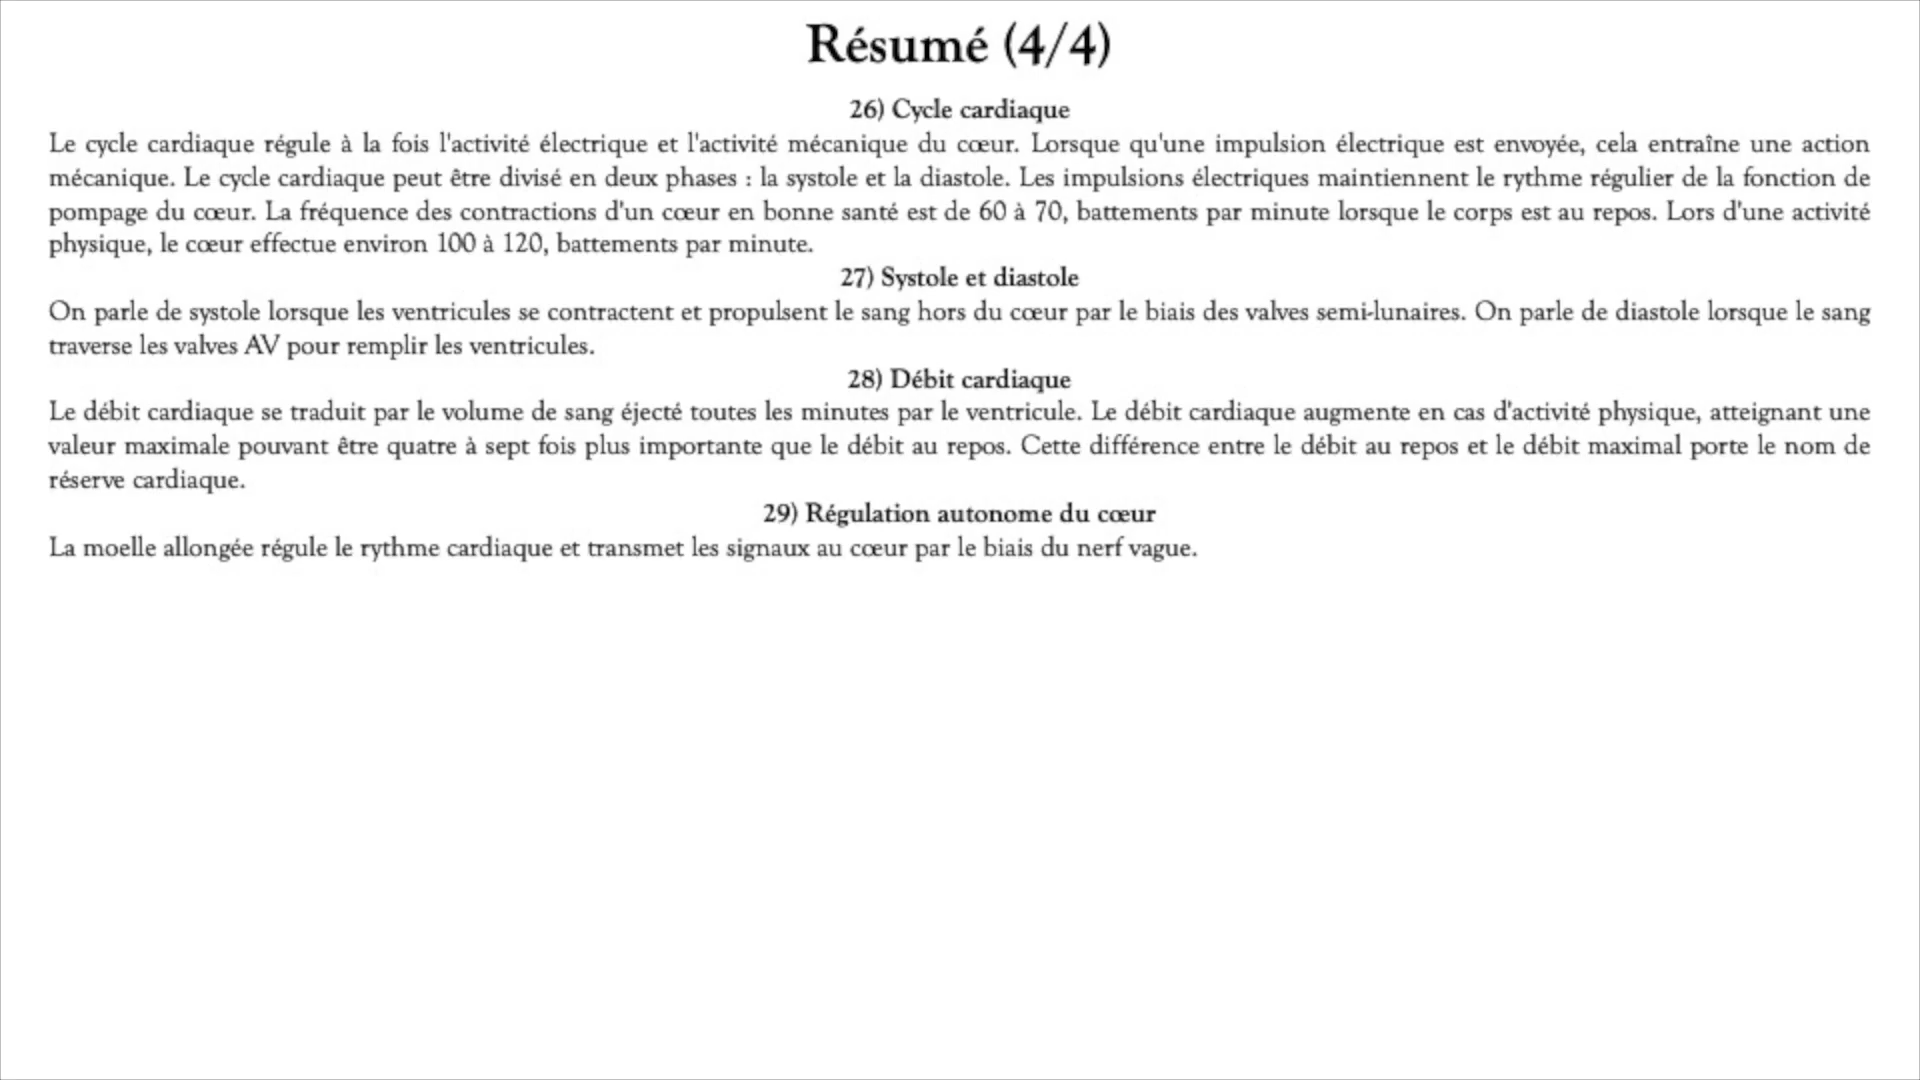 Résumé (4/4)
26) Cycle cardiaque
Le cycle cardiaque régule à la fois l'activité électrique et l'activité mécanique du cœur. Lorsque qu'une impulsion électrique est envoyée, cela entraîne une action
mécanique. Le cycle cardiaque peut être divisé en deux phases : la systole et la diastole. Les impulsions électriques maintiennent le rythme régulier de la fonction de
pompage du cœur. La fréquence des contractions d'un cœur en bonne santé est de 60 à 70, battements par minute lorsque le corps est au repos. Lors d'une activité
physique, le cœur effectue environ 100 à 120, battements par minute.
27) Systole et diastole
On parle de systole lorsque les ventricules se contractent et propulsent le sang hors du cœur par le biais des valves semi-lunaires. On parle de diastole lorsque le sang
traverse les valves AV pour remplir les ventricules.
28) Débit cardiaque
Le débit cardiaque se traduit par le volume de sang éjecté toutes les minutes par le ventricule. Le débit cardiaque augmente en cas d'activité physique, atteignant une
valeur maximale pouvant être quatre à sept fois plus importante que le débit au repos. Cette différence entre le débit au repos et le débit maximal porte le nom de
réserve cardiaque.
29) Régulation autonome du cœur
La moelle allongée régule le rythme cardiaque et transmet les signaux au cœur par le biais du nerf vague.